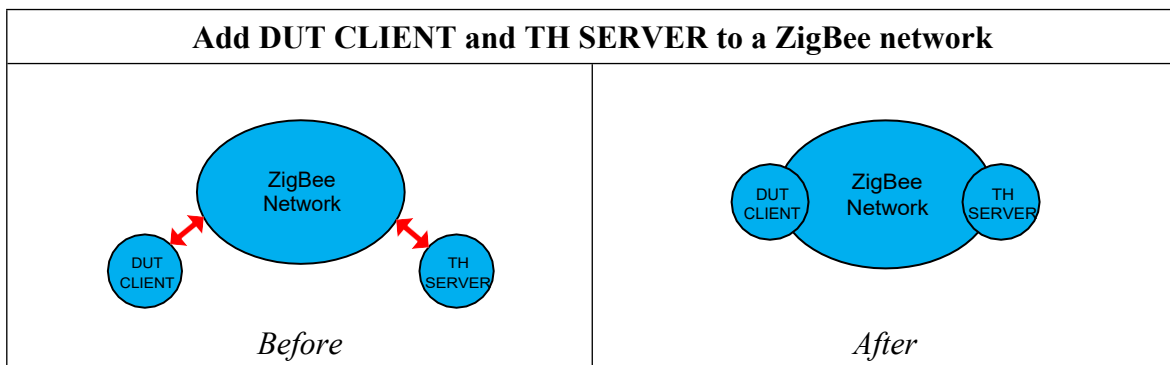 Add DUT CLIENT and TH SERVER to a ZigBee network
ZigBee
Network
DUT
CLIENT
TH
SERVER
Before
ZigBee
Network
DUT
CLIENT
TH
SERVER
After